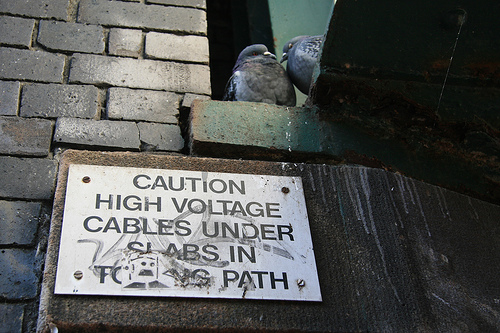 CAUTION
HIGH VOLTAGE
CABLES UNDER
SLABS IN
PATH